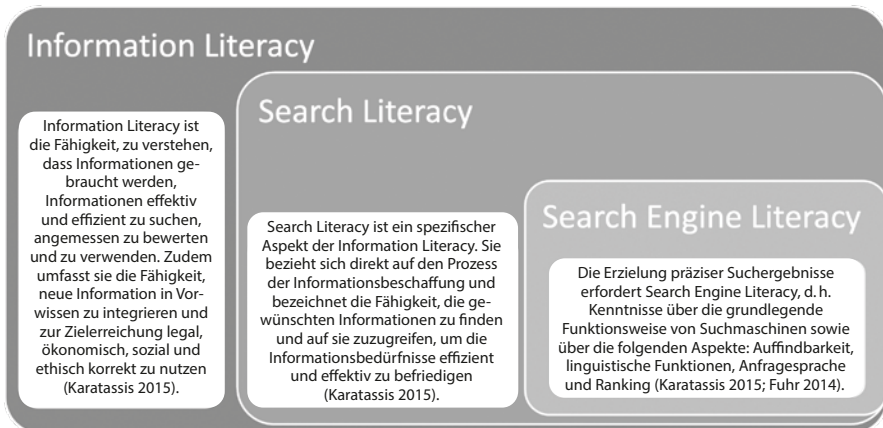 Information Literacy
Information Literacy ist
die Fähigkeit, zu verstehen,
dass Informationen ge-
braucht werden,
Informationen effektiv
und effizient zu suchen,
angemessen zu bewerten
und zu verwenden. Zudem
umfasst sie die Fähigkeit,
neue Information in Vor-
wissen zu integrieren und
zur Zielerreichung legal,
ökonomisch, sozial und
ethisch korrekt zu nutzen
(Karatassis 2015).
Search Literacy
Search Literacy ist ein spezifischer
Aspekt der Information Literacy. Sie
bezieht sich direkt auf den Prozess
der Informationsbeschaffung und
bezeichnet die Fähigkeit, die ge-
wünschten Informationen zu finden
und auf sie zuzugreifen, um die
Informationsbedürfnisse effizient
und effektiv zu befriedigen
(Karatassis 2015).
Search Engine Literacy
Die Erzielung präziser Suchergebnisse
erfordert Search Engine Literacy, d. h.
Kenntnisse über die grundlegende
Funktionsweise von Suchmaschinen sowie
über die folgenden Aspekte: Auffindbarkeit,
linguistische Funktionen, Anfragesprache
und Ranking (Karatassis 2015; Fuhr 2014).